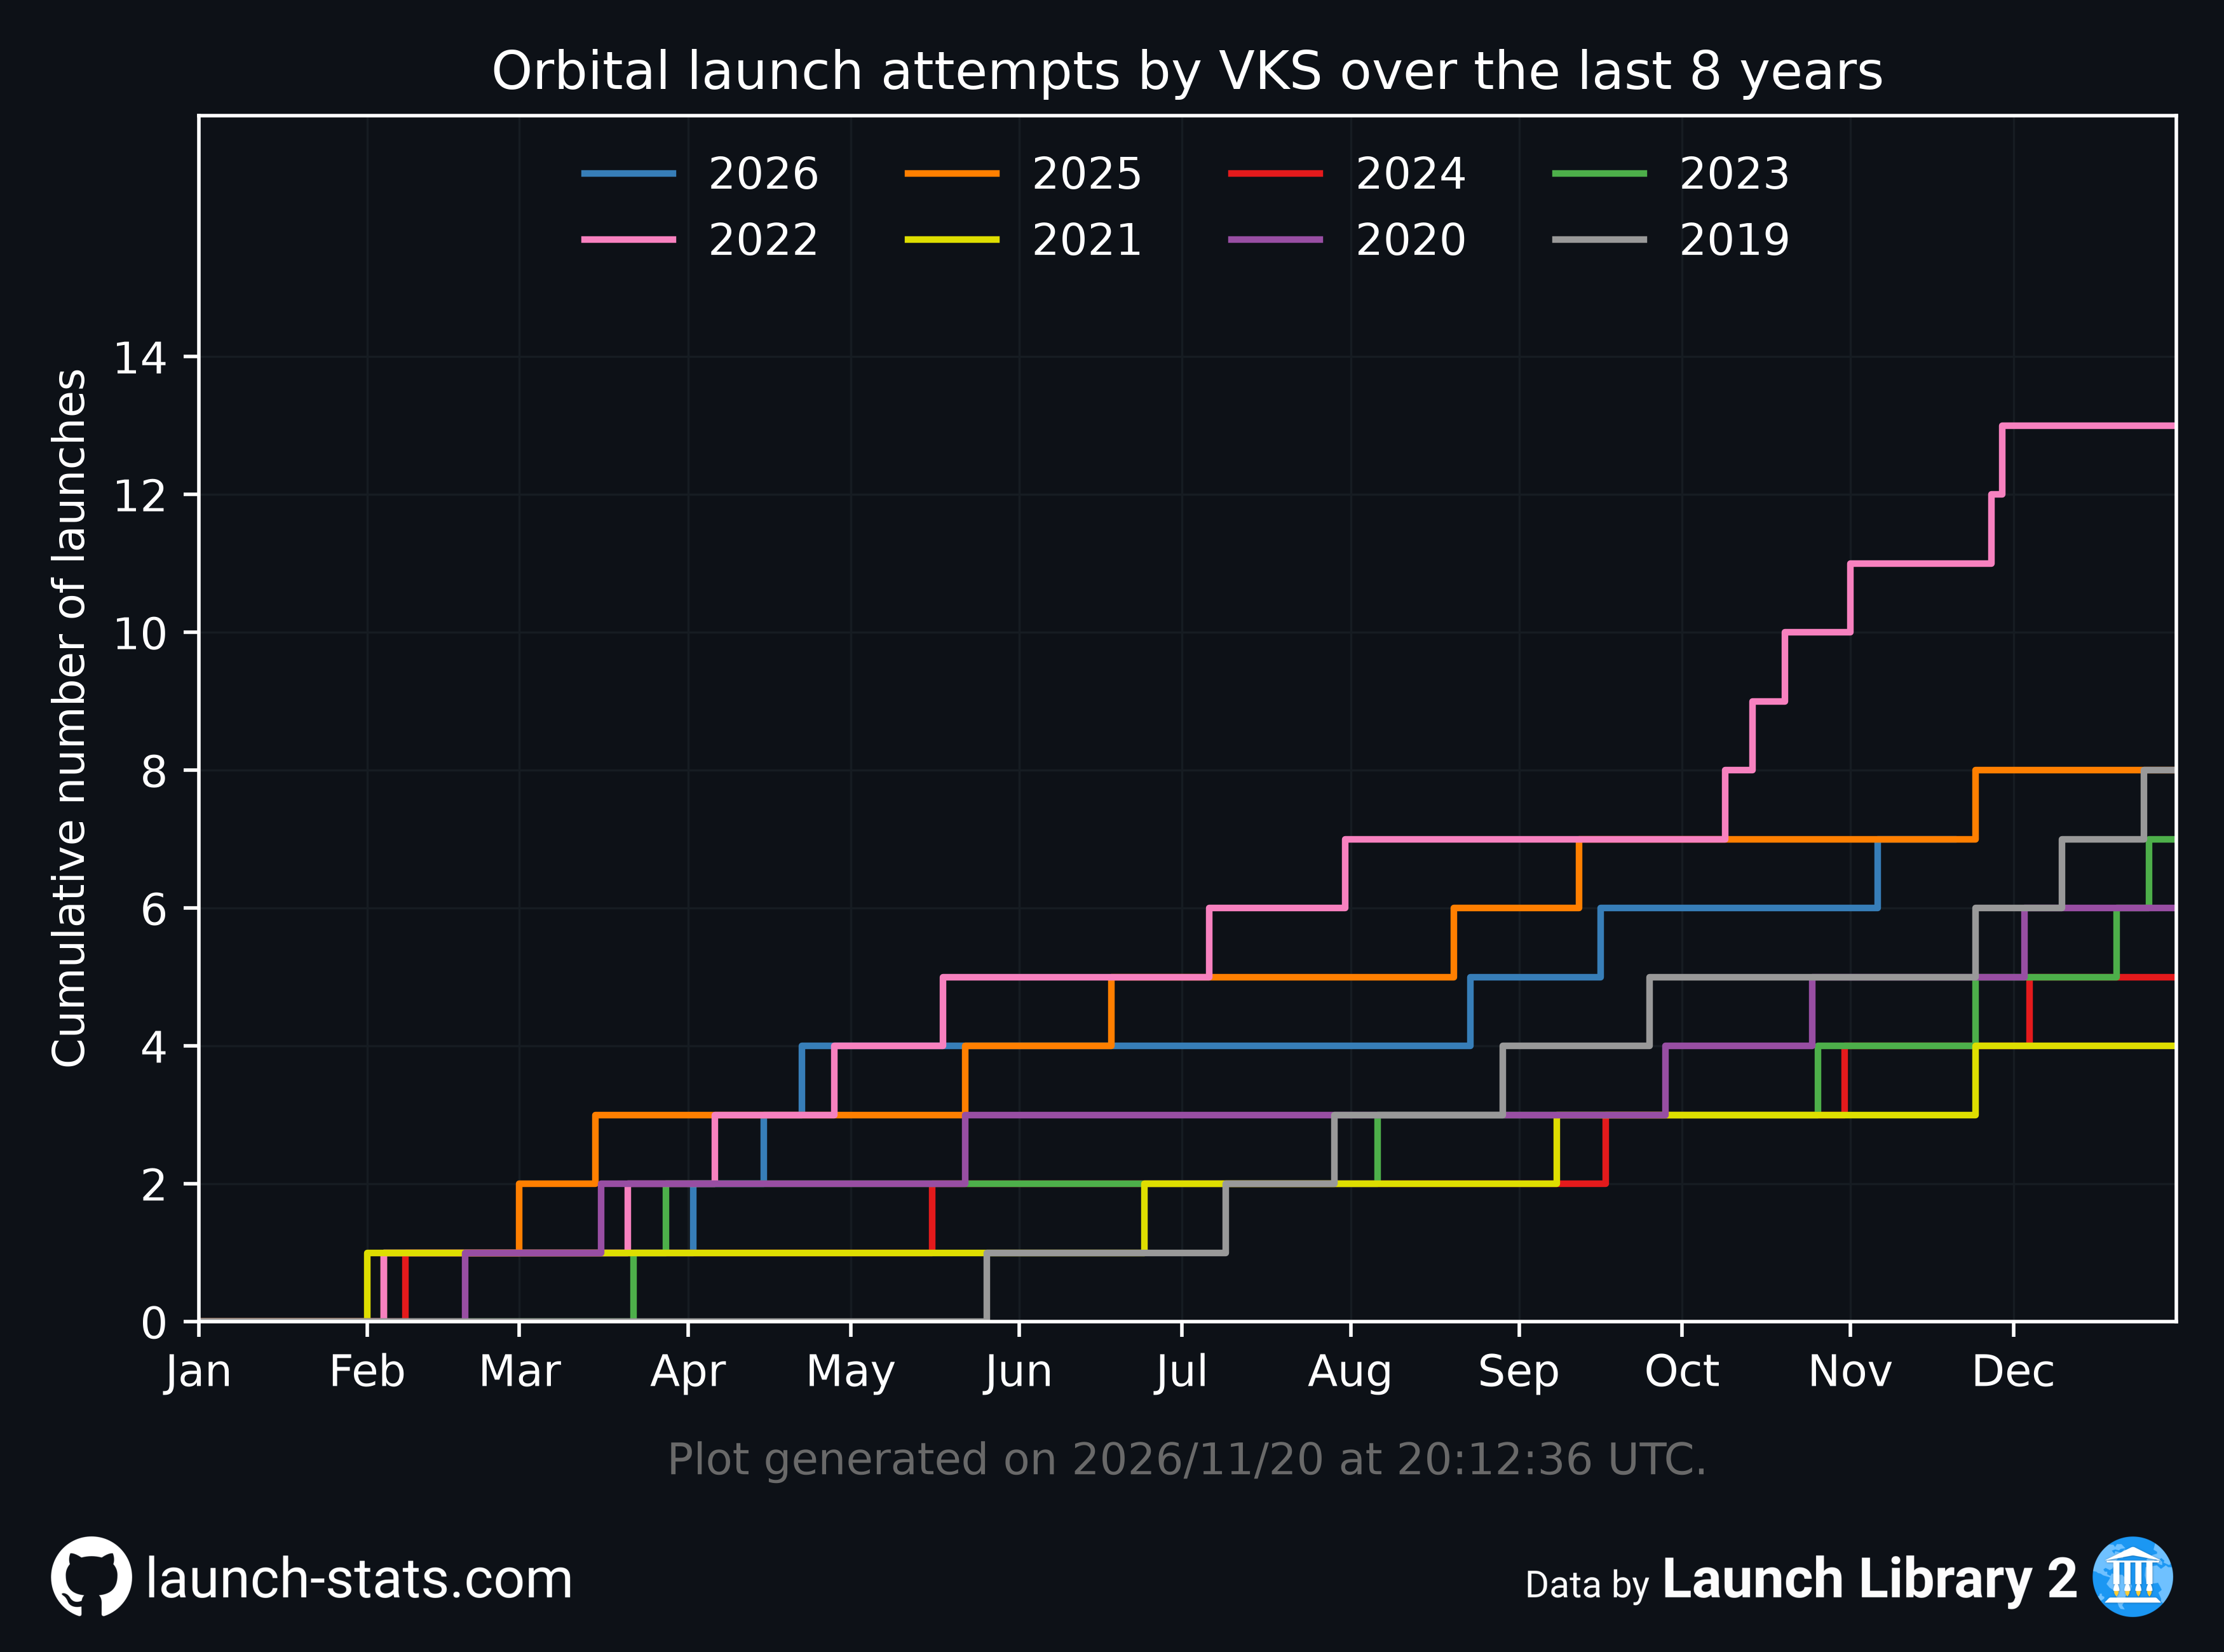 Orbital launch attempts by VKS over the last 8 years
2026 2025 2024 2023
2022 2021 2020 2019
Cumulative number of launches
14
12
10
8
6
4
2
0
Jan Feb Mar Apr May Jun Jul Aug Sep Oct Nov Dec
Plot generated on 2026/11/20 at 20:12:36 UTC.
launch-stats.com
Data by Launch Library 2